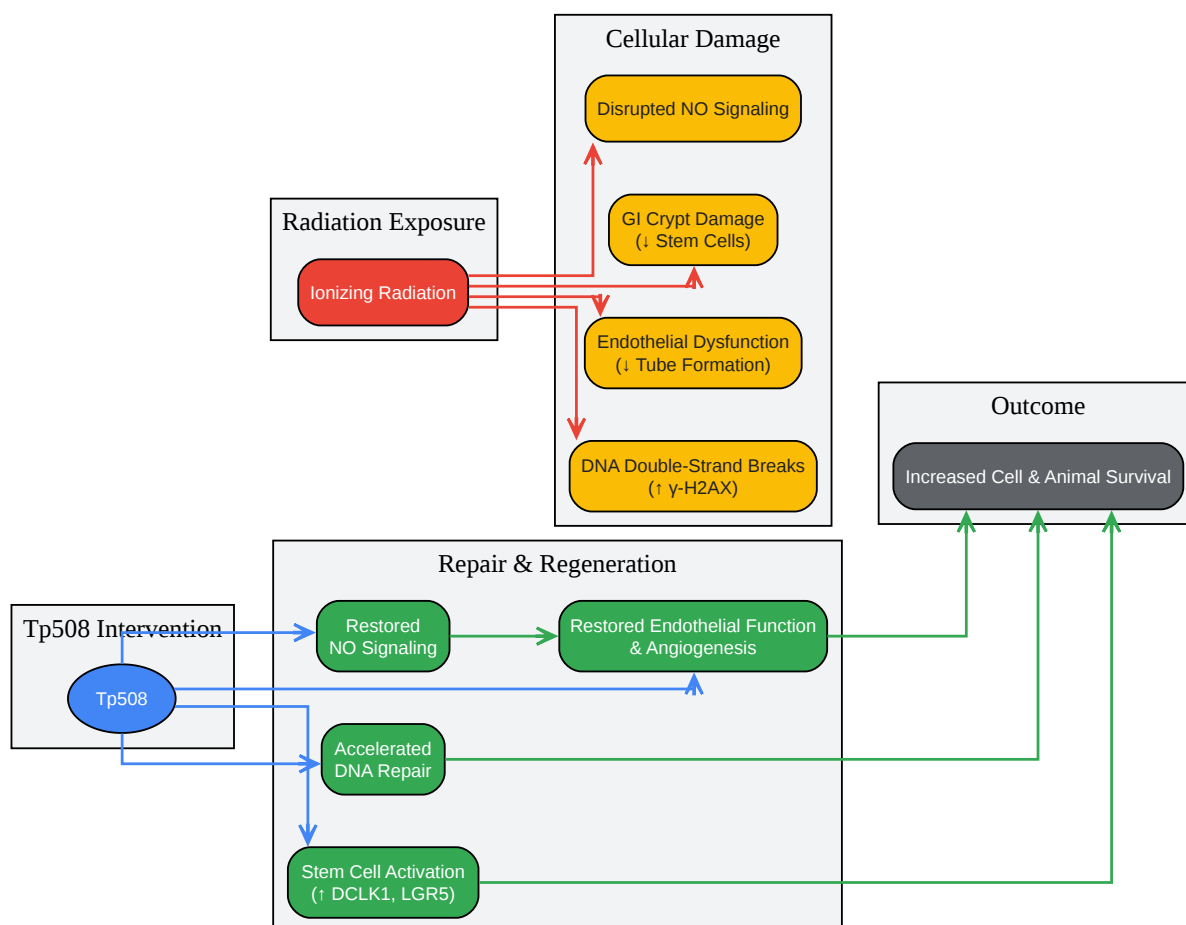 Cellular Damage
Disrupted NO Signaling
GI Crypt Damage
(↓ Stem Cells)
Radiation Exposure
Ionizing Radiation
Endothelial Dysfunction
(↓ Tube Formation)
DNA Double-Strand Breaks
(↑ γ-H2AX)
Outcome
Increased Cell & Animal Survival
Repair & Regeneration
Tp508 Intervention
Tp508
Restored
NO Signaling
Restored Endothelial Function
& Angiogenesis
Accelerated
DNA Repair
Stem Cell Activation
(↑ DCLK1, LGR5)